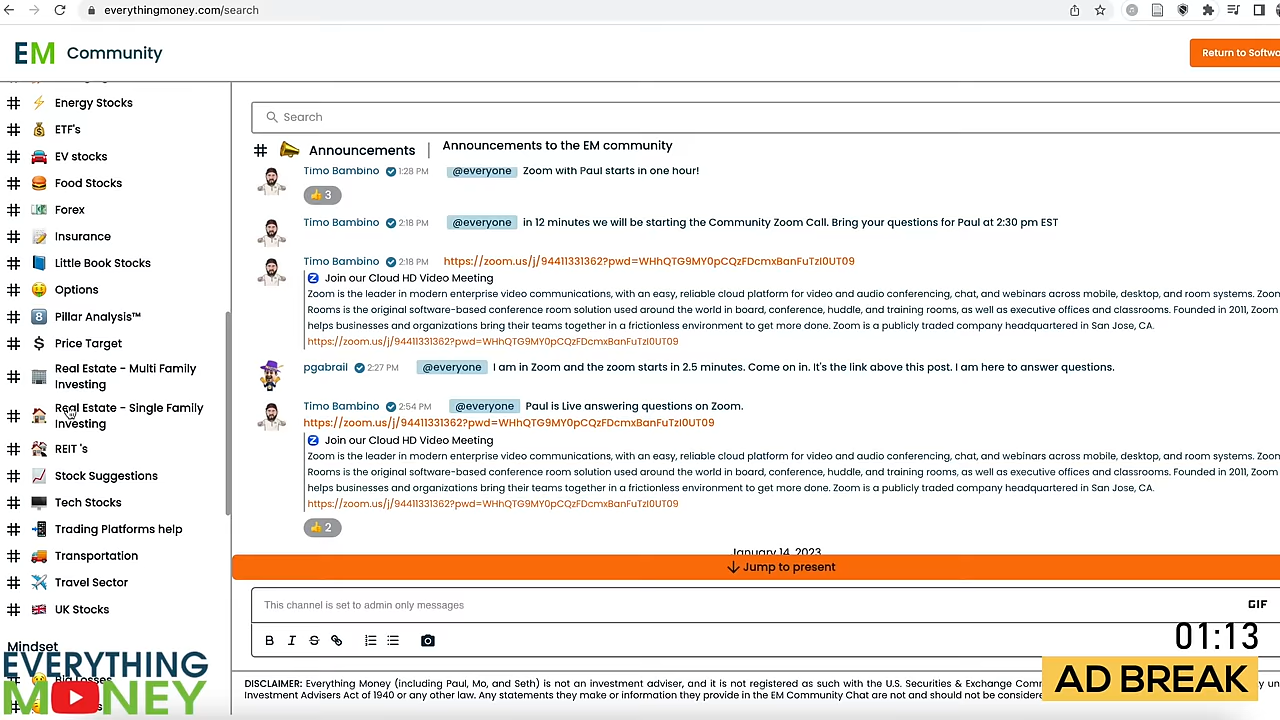 everythingmoney.com/search
EM Community
Return to Softwa
Energy Stocks
ETF's
EV stocks
Food Stocks
Forex
Insurance
Little Book Stocks
Options
8 Pillar Analysis™
Price Target
Real Estate - Multi Family
Investing
Real Estate - Single Family
Investing
REIT 's
Stock Suggestions
Tech Stocks
Trading Platforms help
Transportation
Travel Sector
UK Stocks
Mindset
Big Losses
EVERYTHING
MONEY
Search
# Announcements | Announcements to the EM community
Timo Bambino 1:28 PM @everyone Zoom with Paul starts in one hour!
3
Timo Bambino 2:18 PM @everyone in 12 minutes we will be starting the Community Zoom Call. Bring your questions for Paul at 2:30 pm EST
Timo Bambino 2:18 PM https://zoom.us/j/94411331362?pwd=WHhQTG9MY0pCQzFDcmxBanFuTzI0UT09
Join our Cloud HD Video Meeting
Zoom is the leader in modern enterprise video communications, with an easy, reliable cloud platform for video and audio conferencing, chat, and webinars across mobile, desktop, and room systems. Zoom
Rooms is the original software-based conference room solution used around the world in board, conference, huddle, and training rooms, as well as executive offices and classrooms. Founded in 2011, Zoom
helps businesses and organizations bring their teams together in a frictionless environment to get more done. Zoom is a publicly traded company headquartered in San Jose, CA.
https://zoom.us/j/94411331362?pwd=WHhQTG9MY0pCQzFDcmxBanFuTzI0UT09
pgabrail 2:27 PM @everyone I am in Zoom and the zoom starts in 2.5 minutes. Come on in. It's the link above this post. I am here to answer questions.
Timo Bambino 2:54 PM @everyone Paul is Live answering questions on Zoom.
https://zoom.us/j/94411331362?pwd=WHhQTG9MY0pCQzFDcmxBanFuTzI0UT09
Join our Cloud HD Video Meeting
Zoom is the leader in modern enterprise video communications, with an easy, reliable cloud platform for video and audio conferencing, chat, and webinars across mobile, desktop, and room systems. Zoom
Rooms is the original software-based conference room solution used around the world in board, conference, huddle, and training rooms, as well as executive offices and classrooms. Founded in 2011, Zoom
helps businesses and organizations bring their teams together in a frictionless environment to get more done. Zoom is a publicly traded company headquartered in San Jose, CA.
https://zoom.us/j/94411331362?pwd=WHhQTG9MY0pCQzFDcmxBanFuTzI0UT09
2
January 14, 2023
Jump to present
This channel is set to admin only messages
GIF
B I S
01:13
AD BREAK
DISCLAIMER: Everything Money (including Paul, Mo, and Seth) is not an investment adviser, and it is not registered as such with the U.S. Securities & Exchange Com
Investment Advisers Act of 1940 or any other law. Any statements they make or information they provide in the EM Community Chat are not and should not be considere